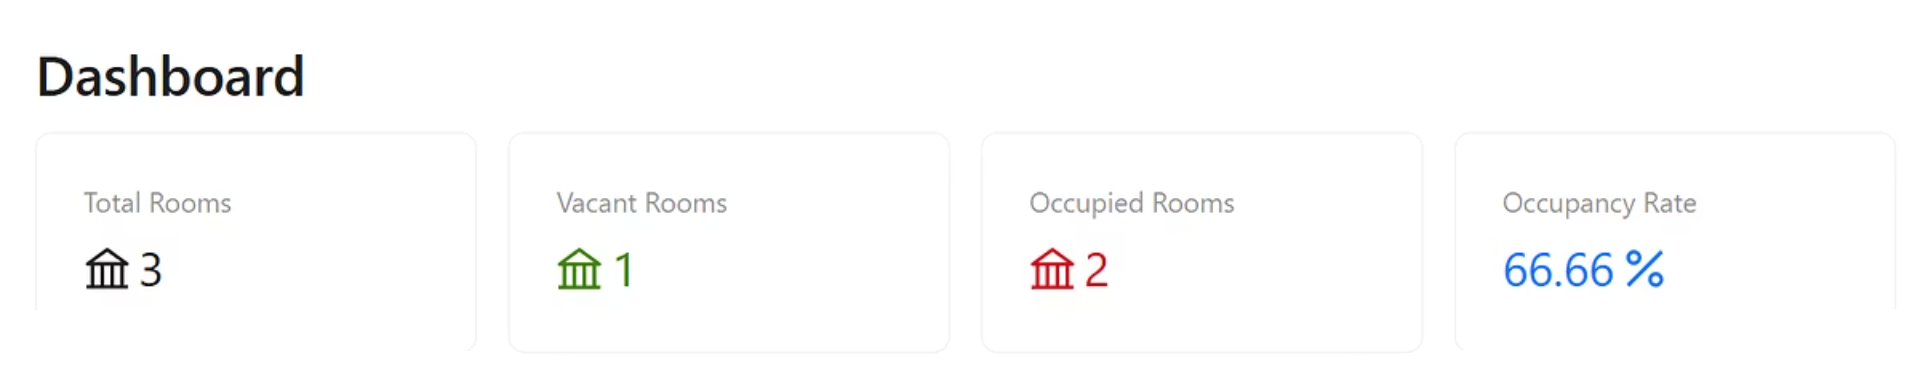 Dashboard
Total Rooms
3
Vacant Rooms
1
Occupied Rooms
2
Occupancy Rate
66.66 %